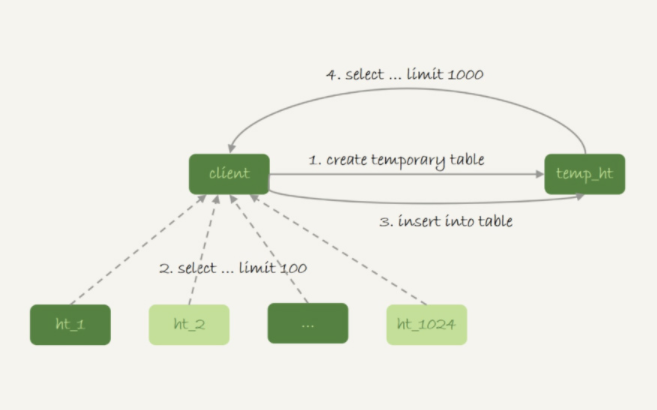 4. select ... limit 1000
1. create temporary table
client
temp_ht
3. insert into table
2. select ... limit 100
ht_1
ht_2
...
ht_1024